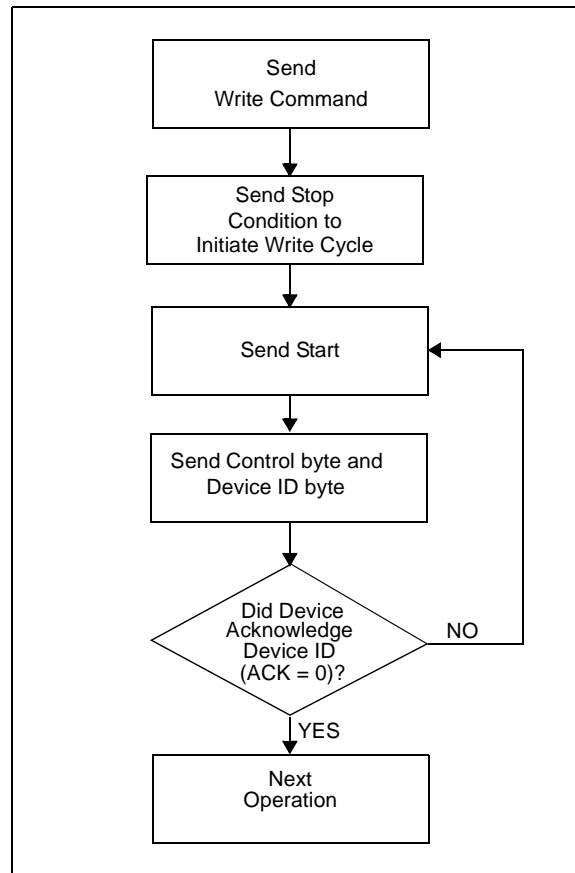 Send
Write Command
Send Stop
Condition to
Initiate Write Cycle
Send Start
Send Control byte and
Device ID byte
Did Device
Acknowledge
Device ID
(ACK = 0)?
NO
YES
Next
Operation